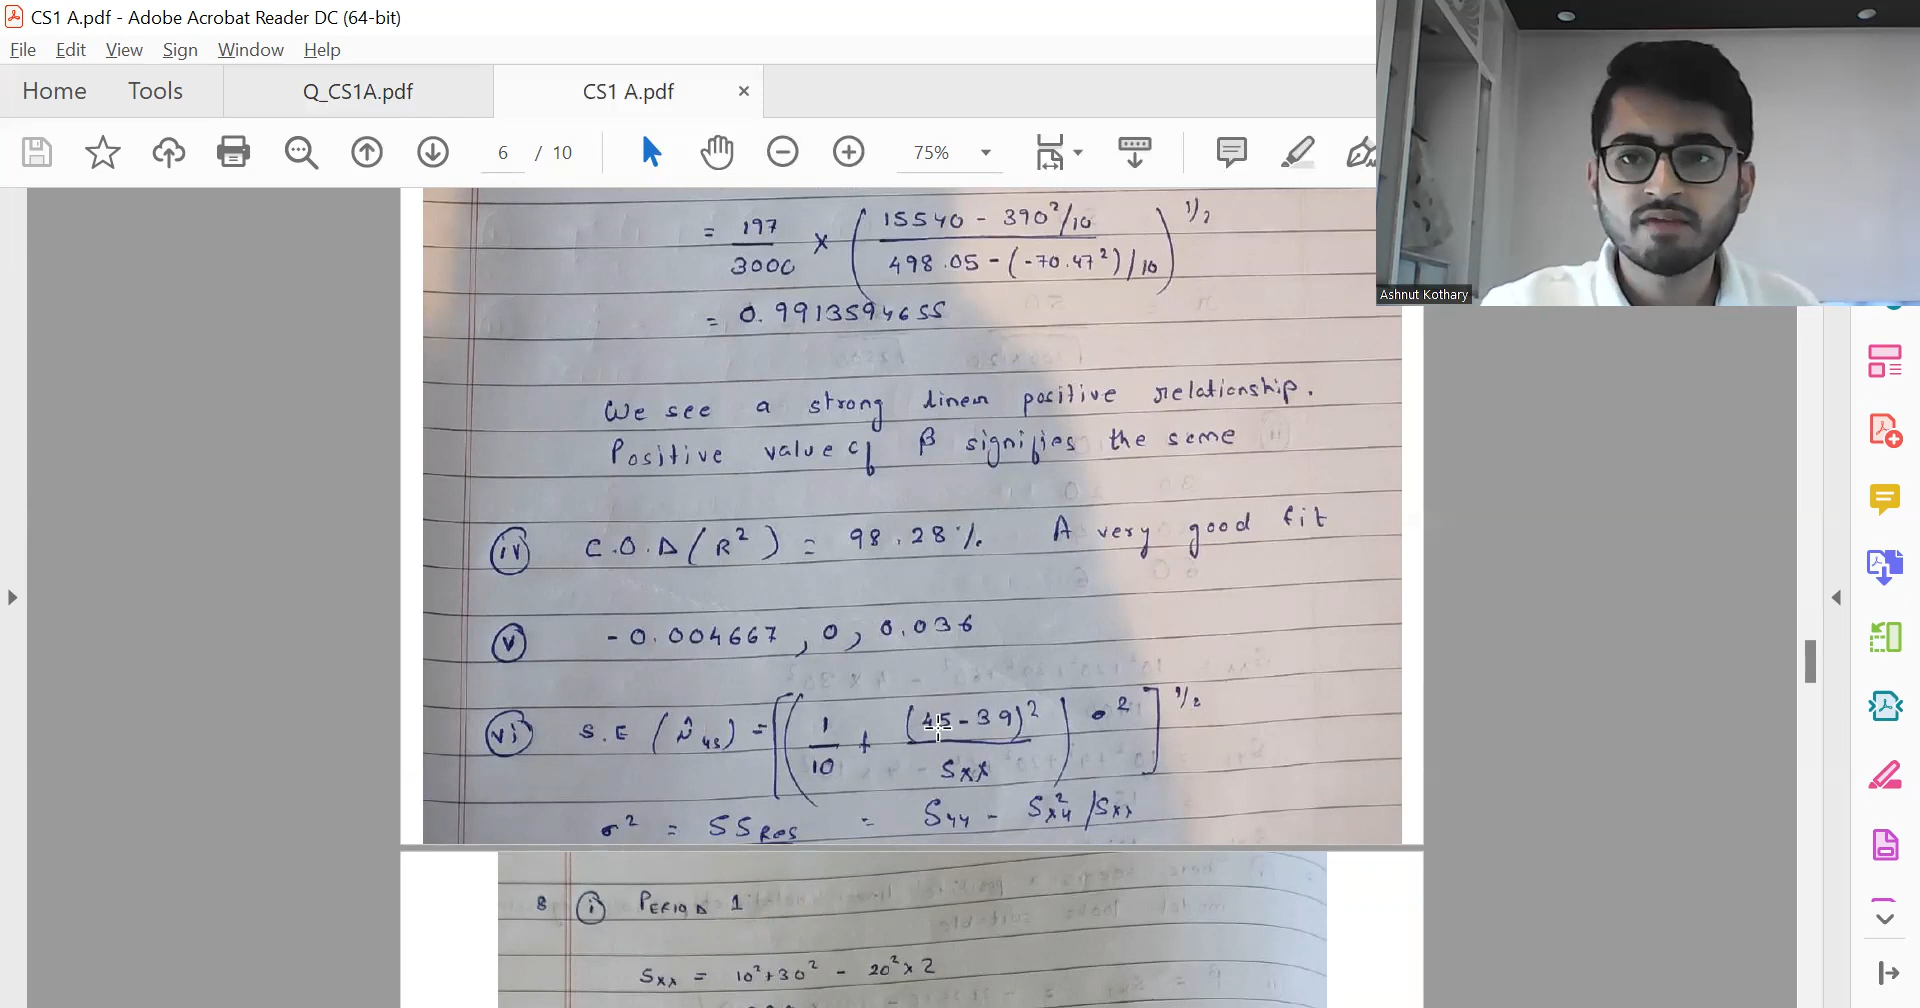 CS1 A.pdf - Adobe Acrobat Reader DC (64-bit)
File Edit View Sign Window Help
Home Tools Q_CS1A.pdf CS1 A.pdf ×
6 / 10 75%
Ashnut Kothary
= 197/3000 × ( (15540 - 390²/10) / (498.05 - (-70.47²)/10) )^1/2
= 0.9913594655
We see a strong linear positive relationship.
Positive value of β signifies the same
(iv) C.O.D (R²) = 98.28%. A very good fit
(v) -0.004667, 0, 0.036
(vi) S.E (μ̂45) = [( 1/10 + (45-39)²/Sxx ) σ²]^1/2
σ² = SSRes = Syy - Sxy²/Sxx
8 (i) PERIOD 1
Sxx = 10²+30² - 20²×2